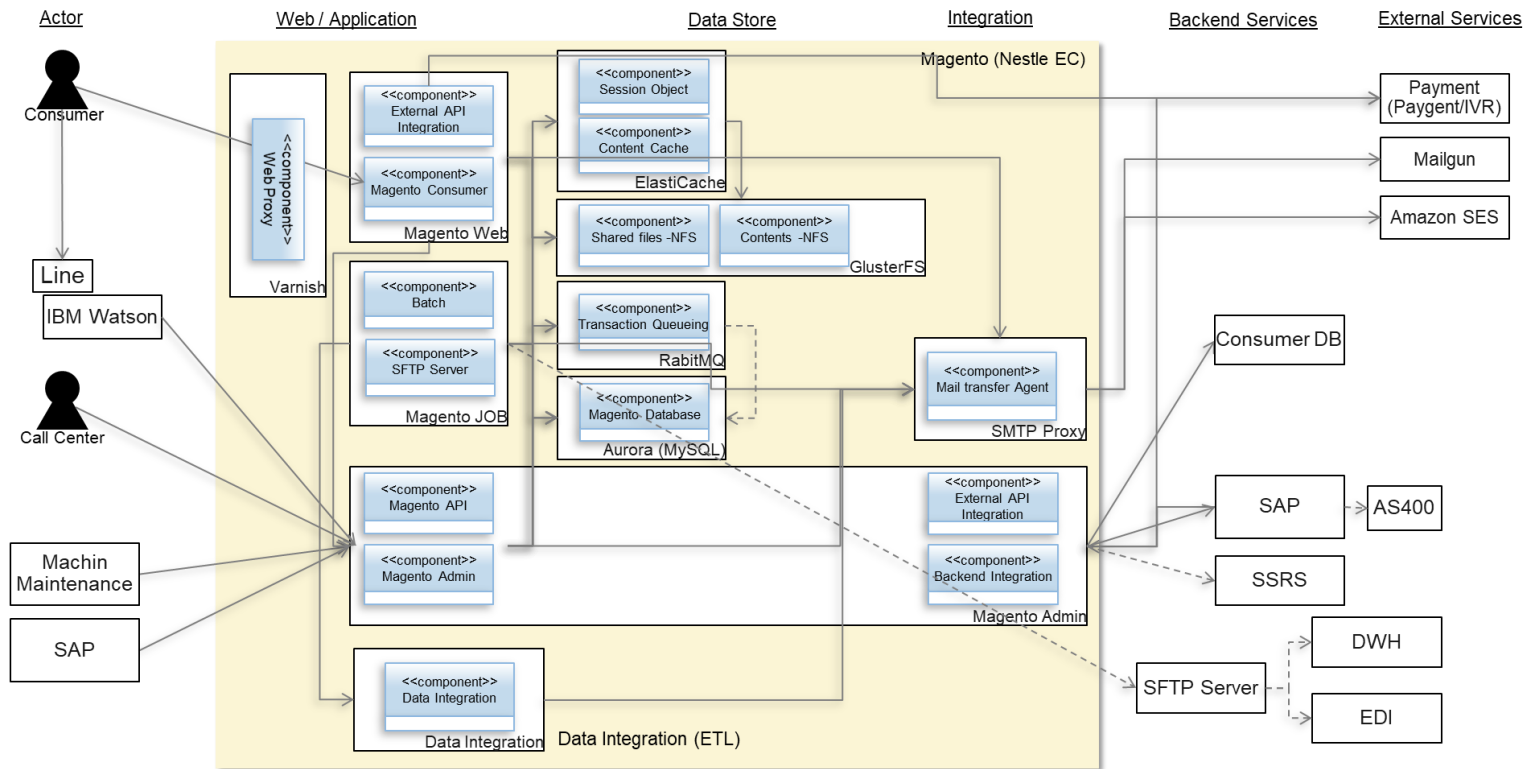 Actor
Web / Application
Data Store
Integration
Backend Services
External Services
Magento (Nestle EC)
Consumer
Line
IBM Watson
Call Center
Machin
Maintenance
SAP
<<component>>
Web Proxy
Varnish
<<component>>
External API
Integration
<<component>>
Magento Consumer
Magento Web
<<component>>
Batch
<<component>>
SFTP Server
Magento JOB
<<component>>
Session Object
<<component>>
Content Cache
ElastiCache
<<component>>
Shared files -NFS
<<component>>
Contents -NFS
GlusterFS
<<component>>
Transaction Queueing
RabitMQ
<<component>>
Magento Database
Aurora (MySQL)
<<component>>
Mail transfer Agent
SMTP Proxy
<<component>>
Magento API
<<component>>
Magento Admin
<<component>>
External API
Integration
<<component>>
Backend Integration
Magento Admin
<<component>>
Data Integration
Data Integration
Data Integration (ETL)
Payment
(Paygent/IVR)
Mailgun
Amazon SES
Consumer DB
SAP
AS400
SSRS
SFTP Server
DWH
EDI